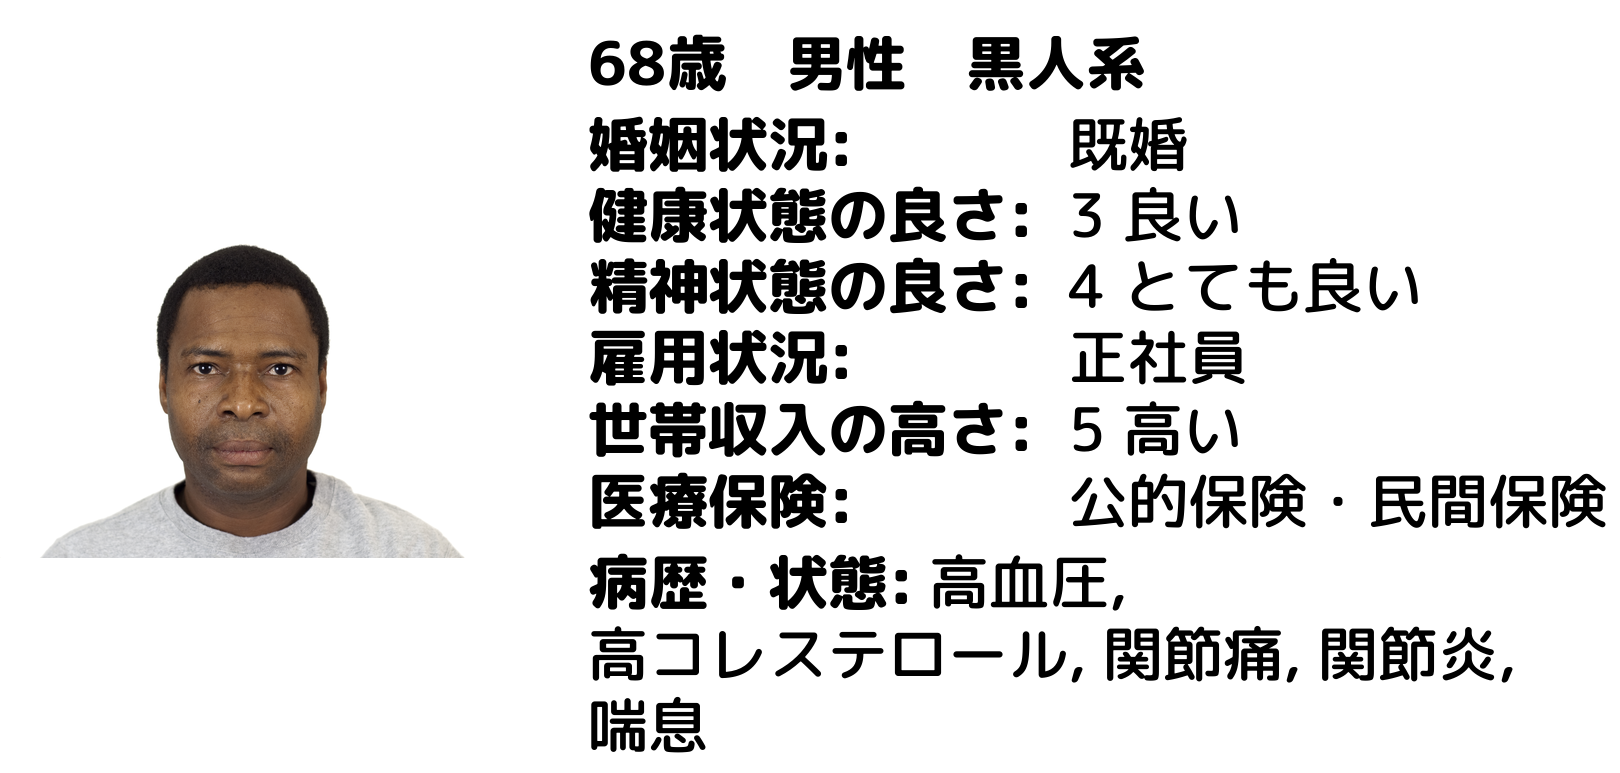 68歳　男性　黒人系
婚姻状況:　既婚
健康状態の良さ: 3 良い
精神状態の良さ: 4 とても良い
雇用状況:　正社員
世帯収入の高さ: 5 高い
医療保険:　公的保険・民間保険
病歴・状態: 高血圧,
高コレステロール, 関節痛, 関節炎,
喘息